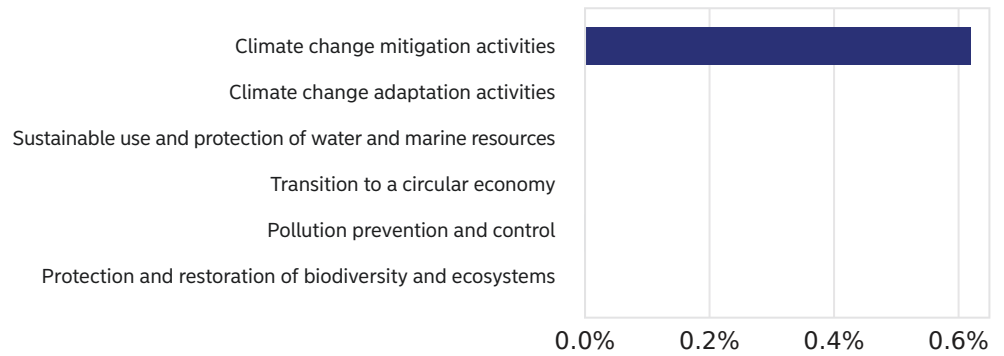 Climate change mitigation activities
Climate change adaptation activities
Sustainable use and protection of water and marine resources
Transition to a circular economy
Pollution prevention and control
Protection and restoration of biodiversity and ecosystems
0.0% 0.2% 0.4% 0.6%